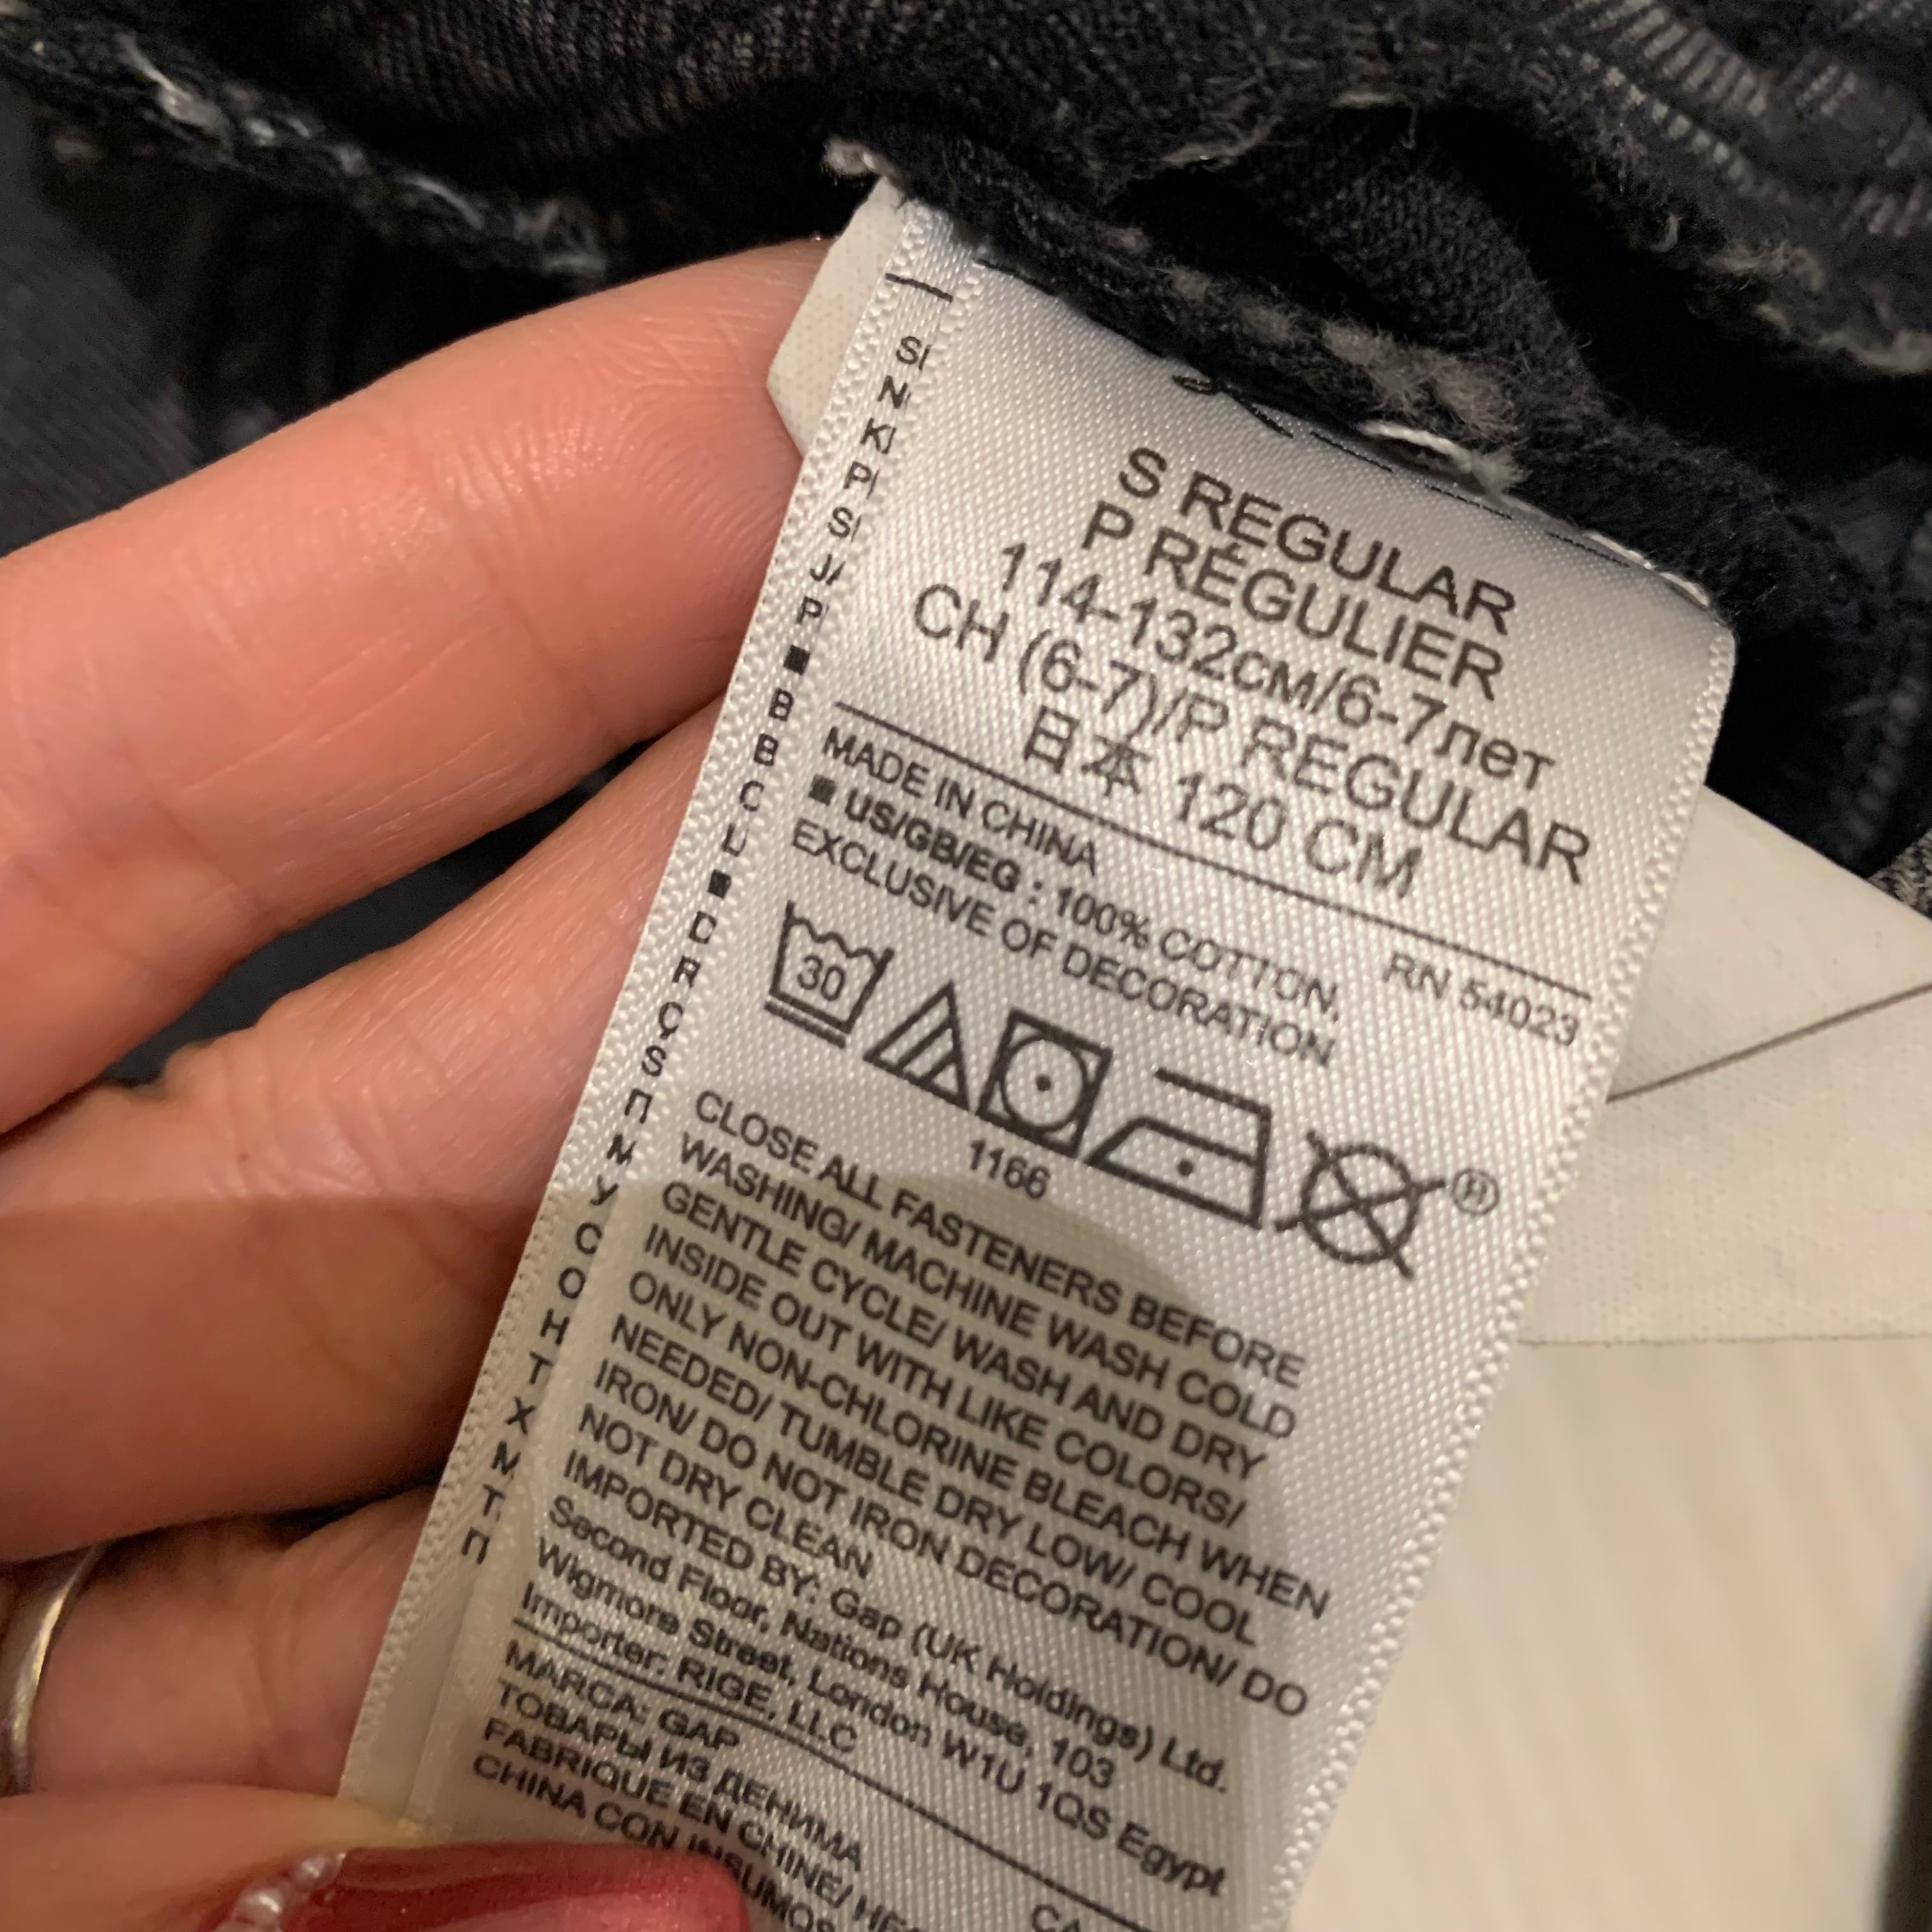 S REGULAR
P RÉGULIER
114-132см/6-7лет
CH (6-7)/P REGULAR
日本 120 CM
MADE IN CHINA
RN 54023
■ US/GB/EG : 100% COTTON,
EXCLUSIVE OF DECORATION
30
1166
Ⓗ
CLOSE ALL FASTENERS BEFORE
WASHING/ MACHINE WASH COLD
GENTLE CYCLE/ WASH AND DRY
INSIDE OUT WITH LIKE COLORS/
ONLY NON-CHLORINE BLEACH WHEN
NEEDED/ TUMBLE DRY LOW/ COOL
IRON/ DO NOT IRON DECORATION/ DO
NOT DRY CLEAN
IMPORTED BY: Gap (UK Holdings) Ltd.
Second Floor, Nations House, 103
Wigmore Street, London W1U 1QS Egypt
Importer: RIGE, LLC
MARCA: GAP
ТОВАРЫ ИЗ ДЕНИМА
FABRIQUE EN CHINE/
CHINA CON